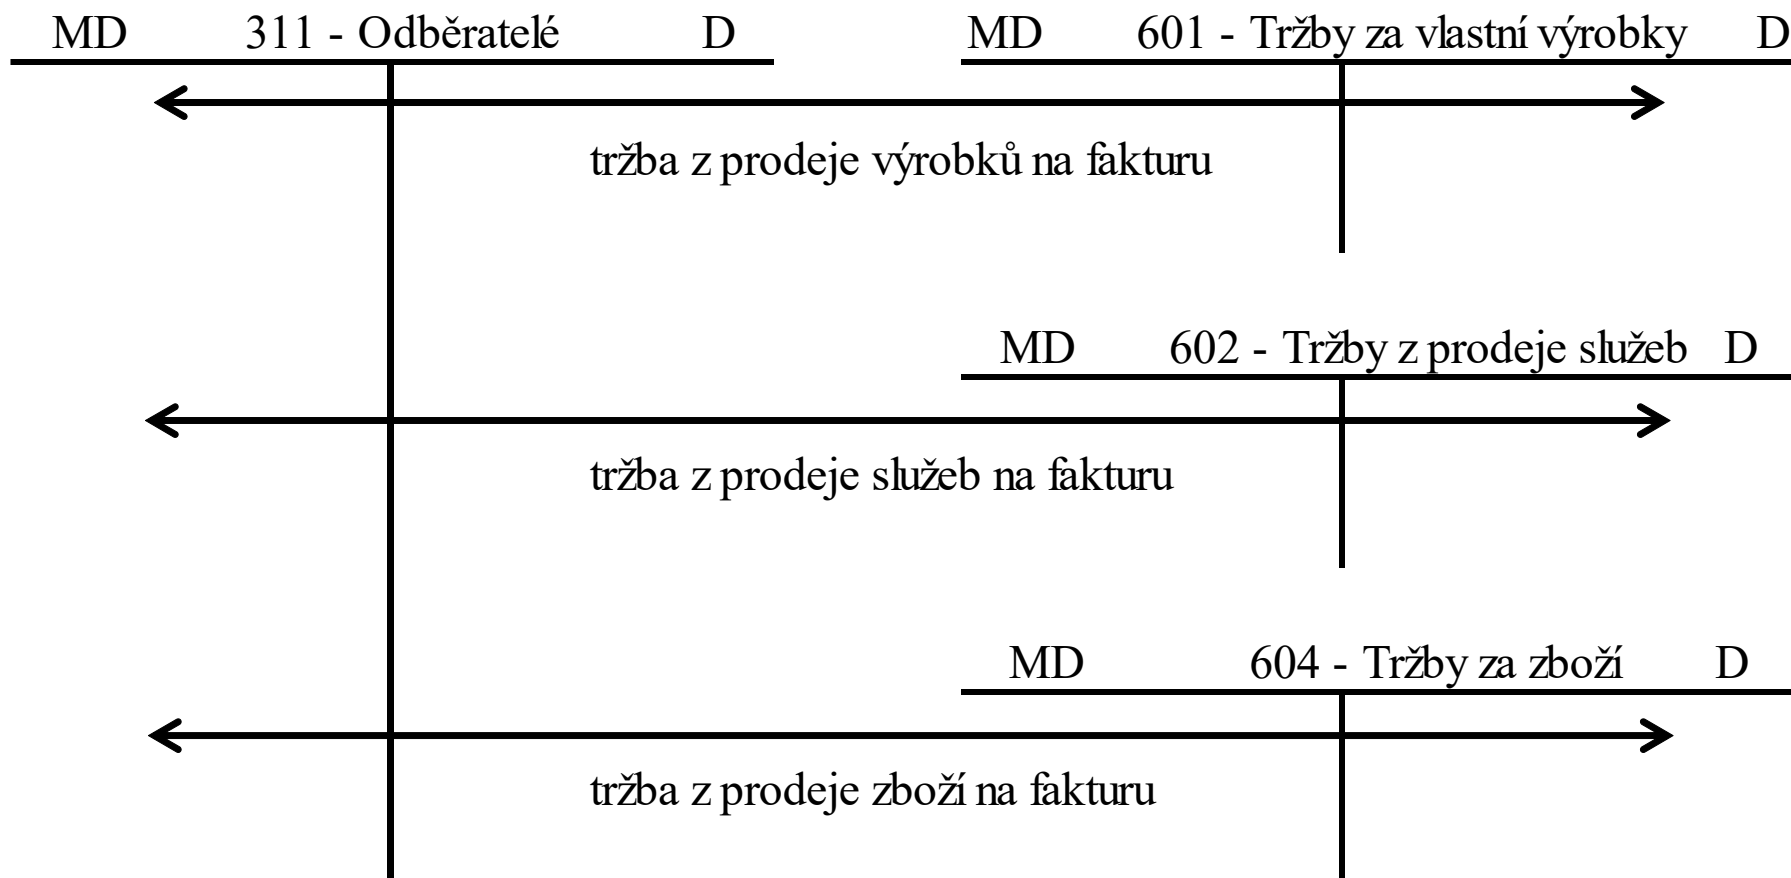 MD 311 - Odběratelé D MD 601 - Tržby za vlastní výrobky D
tržba z prodeje výrobků na fakturu
MD 602 - Tržby z prodeje služeb D
tržba z prodeje služeb na fakturu
MD 604 - Tržby za zboží D
tržba z prodeje zboží na fakturu